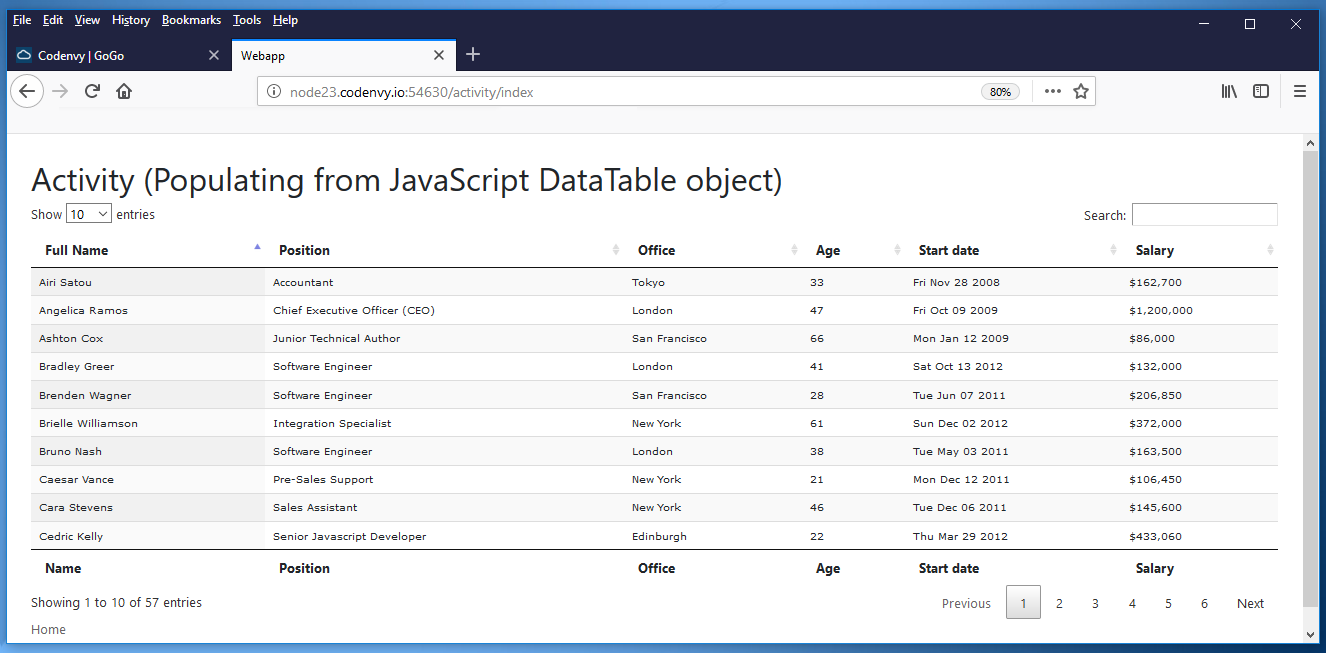 File Edit View History Bookmarks Tools Help
Codenvy | GoGo
Webapp
node23.codenvy.io:54630/activity/index
80%
Activity (Populating from JavaScript DataTable object)
Show 10 entries Search:
Full Name Position Office Age Start date Salary
Airi Satou Accountant Tokyo 33 Fri Nov 28 2008 $162,700
Angelica Ramos Chief Executive Officer (CEO) London 47 Fri Oct 09 2009 $1,200,000
Ashton Cox Junior Technical Author San Francisco 66 Mon Jan 12 2009 $86,000
Bradley Greer Software Engineer London 41 Sat Oct 13 2012 $132,000
Brenden Wagner Software Engineer San Francisco 28 Tue Jun 07 2011 $206,850
Brielle Williamson Integration Specialist New York 61 Sun Dec 02 2012 $372,000
Bruno Nash Software Engineer London 38 Tue May 03 2011 $163,500
Caesar Vance Pre-Sales Support New York 21 Mon Dec 12 2011 $106,450
Cara Stevens Sales Assistant New York 46 Tue Dec 06 2011 $145,600
Cedric Kelly Senior Javascript Developer Edinburgh 22 Thu Mar 29 2012 $433,060
Name Position Office Age Start date Salary
Showing 1 to 10 of 57 entries Previous 1 2 3 4 5 6 Next
Home